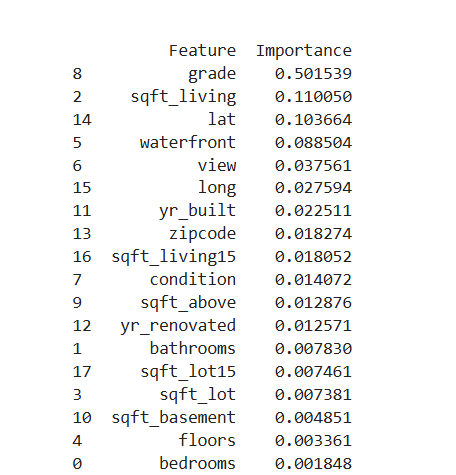 Feature Importance
8 grade 0.501539
2 sqft_living 0.110050
14 lat 0.103664
5 waterfront 0.088504
6 view 0.037561
15 long 0.027594
11 yr_built 0.022511
13 zipcode 0.018274
16 sqft_living15 0.018052
7 condition 0.014072
9 sqft_above 0.012876
12 yr_renovated 0.012571
1 bathrooms 0.007830
17 sqft_lot15 0.007461
3 sqft_lot 0.007381
10 sqft_basement 0.004851
4 floors 0.003361
0 bedrooms 0.001848